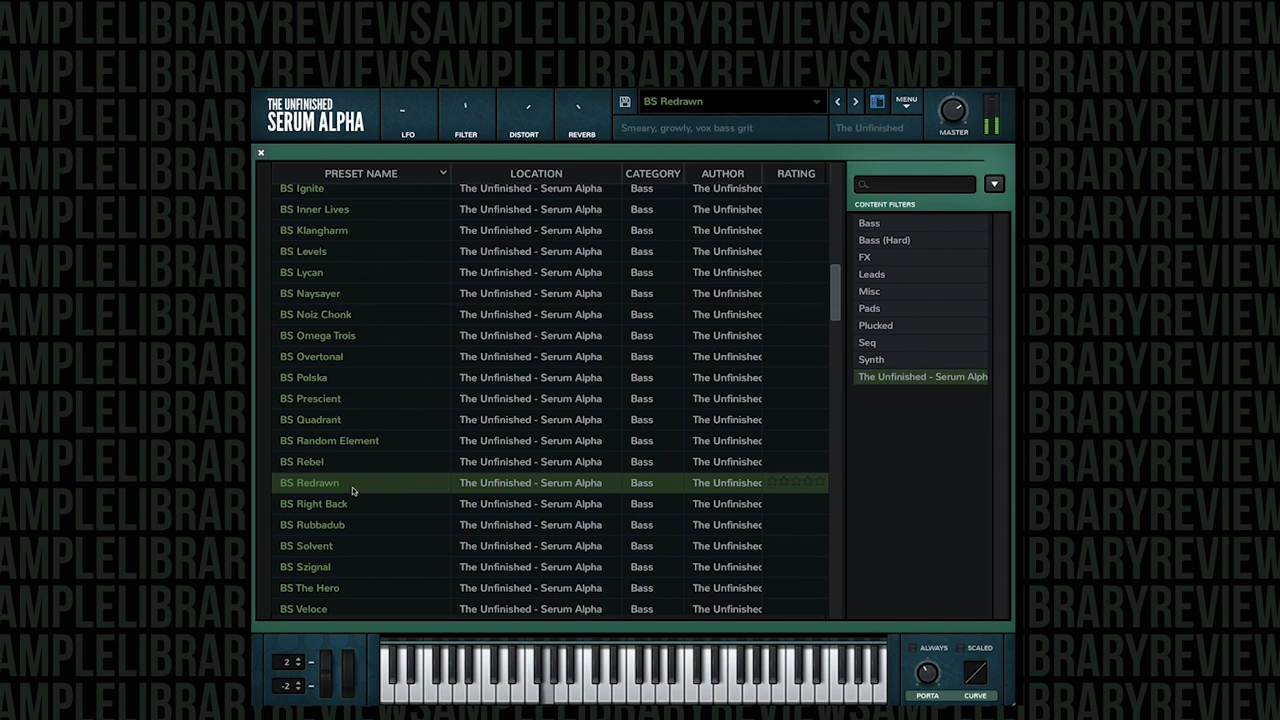 AMPLELIBRARYREVIEWSAMPLELIBRARYREVIEWSAMPLELIBRARYREVIEWS
THE UNFINISHED
SERUM ALPHA
LFO
FILTER
DISTORT
REVERB
BS Redrawn
MENU
Smeary, growly, vox bass grit
The Unfinished
MASTER
PRESET NAME LOCATION CATEGORY AUTHOR RATING
BS Ignite The Unfinished - Serum Alpha Bass The Unfinished
BS Inner Lives The Unfinished - Serum Alpha Bass The Unfinished
BS Klangharm The Unfinished - Serum Alpha Bass The Unfinished
BS Levels The Unfinished - Serum Alpha Bass The Unfinished
BS Lycan The Unfinished - Serum Alpha Bass The Unfinished
BS Naysayer The Unfinished - Serum Alpha Bass The Unfinished
BS Noiz Chonk The Unfinished - Serum Alpha Bass The Unfinished
BS Omega Trois The Unfinished - Serum Alpha Bass The Unfinished
BS Overtonal The Unfinished - Serum Alpha Bass The Unfinished
BS Polska The Unfinished - Serum Alpha Bass The Unfinished
BS Prescient The Unfinished - Serum Alpha Bass The Unfinished
BS Quadrant The Unfinished - Serum Alpha Bass The Unfinished
BS Random Element The Unfinished - Serum Alpha Bass The Unfinished
BS Rebel The Unfinished - Serum Alpha Bass The Unfinished
BS Redrawn The Unfinished - Serum Alpha Bass The Unfinished
BS Right Back The Unfinished - Serum Alpha Bass The Unfinished
BS Rubbadub The Unfinished - Serum Alpha Bass The Unfinished
BS Solvent The Unfinished - Serum Alpha Bass The Unfinished
BS Szignal The Unfinished - Serum Alpha Bass The Unfinished
BS The Hero The Unfinished - Serum Alpha Bass The Unfinished
BS Veloce The Unfinished - Serum Alpha Bass The Unfinished
CONTENT FILTERS
Bass
Bass (Hard)
FX
Leads
Misc
Pads
Plucked
Seq
Synth
The Unfinished - Serum Alph
2
-2
ALWAYS SCALED
PORTA CURVE